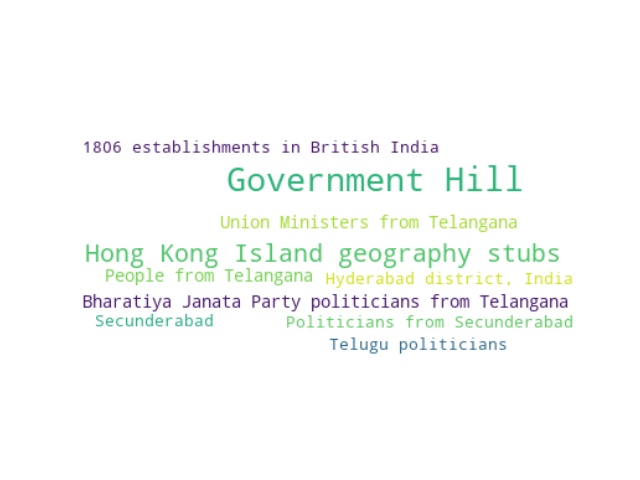 1806 establishments in British India
Government Hill
Union Ministers from Telangana
Hong Kong Island geography stubs
People from Telangana
Hyderabad district, India
Bharatiya Janata Party politicians from Telangana
Secunderabad
Politicians from Secunderabad
Telugu politicians